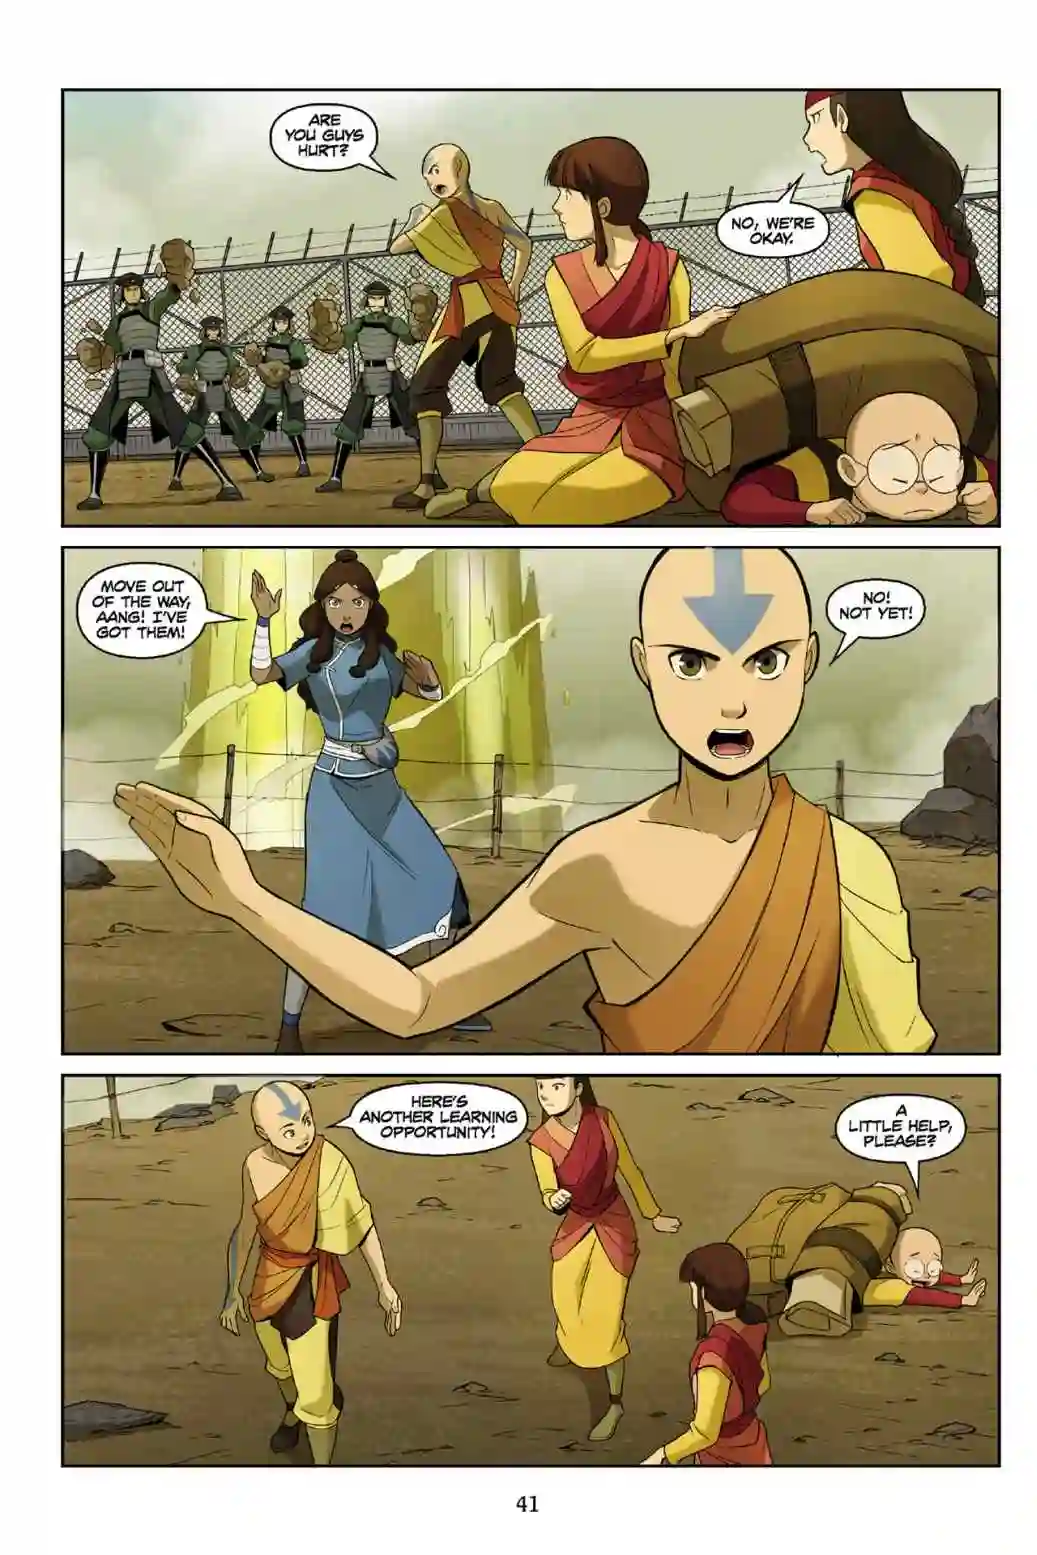 ARE
YOU GUYS
HURT?
NO, WE'RE
OKAY.
MOVE OUT
OF THE WAY,
AANG! I'VE
GOT THEM!
NO!
NOT YET!
HERE'S
ANOTHER LEARNING
OPPORTUNITY!
A
LITTLE HELP,
PLEASE?
41